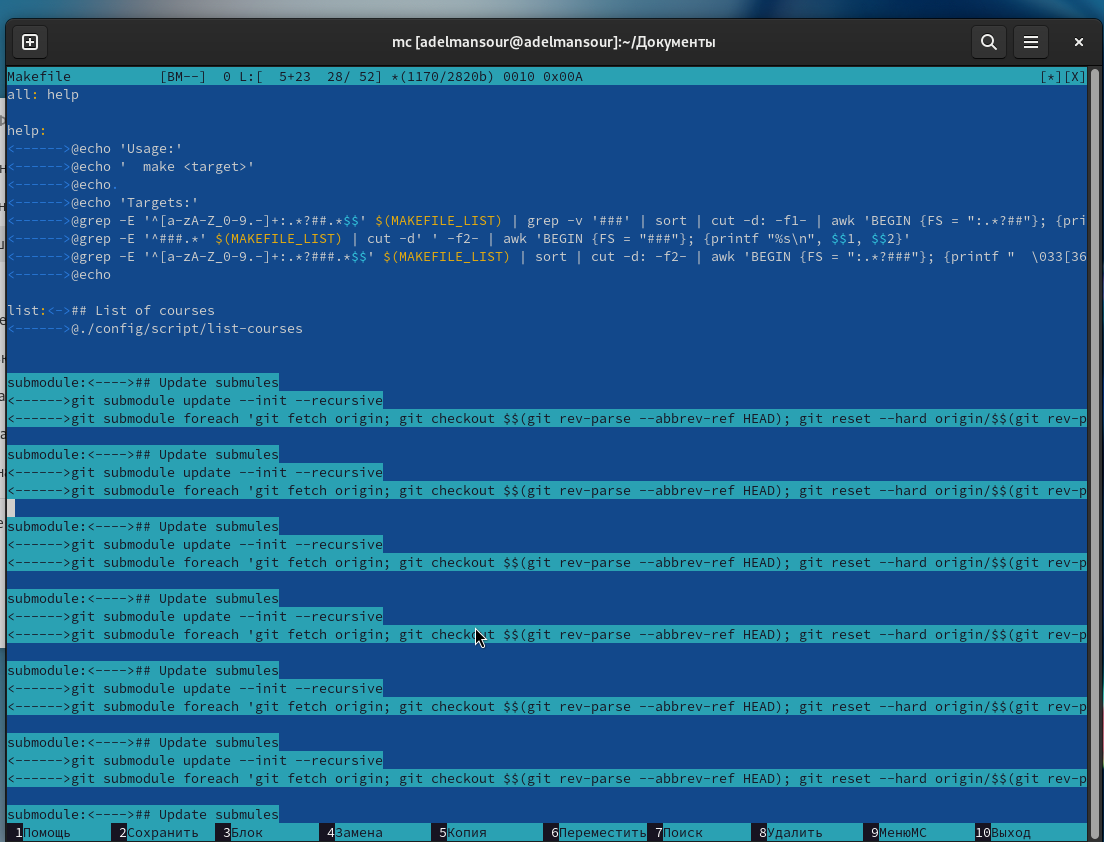 mc [adelmansour@adelmansour]:~/Документы
Makefile [BM--] 0 L:[ 5+23 28/ 52] *(1170/2820b) 0010 0x00A [*][X]
all: help
help:
<------>@echo 'Usage:'
<------>@echo '  make <target>'
<------>@echo.
<------>@echo 'Targets:'
<------>@grep -E '^[a-zA-Z_0-9.-]+:.*?##.*$$' $(MAKEFILE_LIST) | grep -v '###' | sort | cut -d: -f1- | awk 'BEGIN {FS = ":.*?##"}; {pri
<------>@grep -E '^###.*' $(MAKEFILE_LIST) | cut -d' ' -f2- | awk 'BEGIN {FS = "###"}; {printf "%s\n", $$1, $$2}'
<------>@grep -E '^[a-zA-Z_0-9.-]+:.*?###.*$$' $(MAKEFILE_LIST) | sort | cut -d: -f2- | awk 'BEGIN {FS = ":.*?###"}; {printf "  \033[36
<------>@echo
list:<->## List of courses
<------>@./config/script/list-courses
submodule:<---->## Update submules
<------>git submodule update --init --recursive
<------>git submodule foreach 'git fetch origin; git checkout $$(git rev-parse --abbrev-ref HEAD); git reset --hard origin/$$(git rev-p
submodule:<---->## Update submules
<------>git submodule update --init --recursive
<------>git submodule foreach 'git fetch origin; git checkout $$(git rev-parse --abbrev-ref HEAD); git reset --hard origin/$$(git rev-p
submodule:<---->## Update submules
<------>git submodule update --init --recursive
<------>git submodule foreach 'git fetch origin; git checkout $$(git rev-parse --abbrev-ref HEAD); git reset --hard origin/$$(git rev-p
submodule:<---->## Update submules
<------>git submodule update --init --recursive
<------>git submodule foreach 'git fetch origin; git checkout $$(git rev-parse --abbrev-ref HEAD); git reset --hard origin/$$(git rev-p
submodule:<---->## Update submules
<------>git submodule update --init --recursive
<------>git submodule foreach 'git fetch origin; git checkout $$(git rev-parse --abbrev-ref HEAD); git reset --hard origin/$$(git rev-p
submodule:<---->## Update submules
<------>git submodule update --init --recursive
<------>git submodule foreach 'git fetch origin; git checkout $$(git rev-parse --abbrev-ref HEAD); git reset --hard origin/$$(git rev-p
submodule:<---->## Update submules
1Помощь 2Сохранить 3Блок 4Замена 5Копия 6Переместить 7Поиск 8Удалить 9МенюMC 10Выход